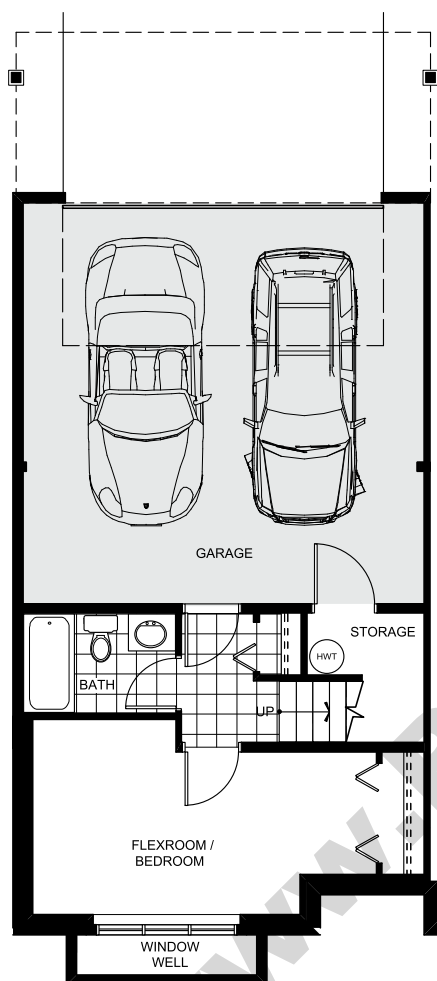 GARAGE
STORAGE
HWT
BATH
UP
FLEXROOM /
BEDROOM
WINDOW
WELL